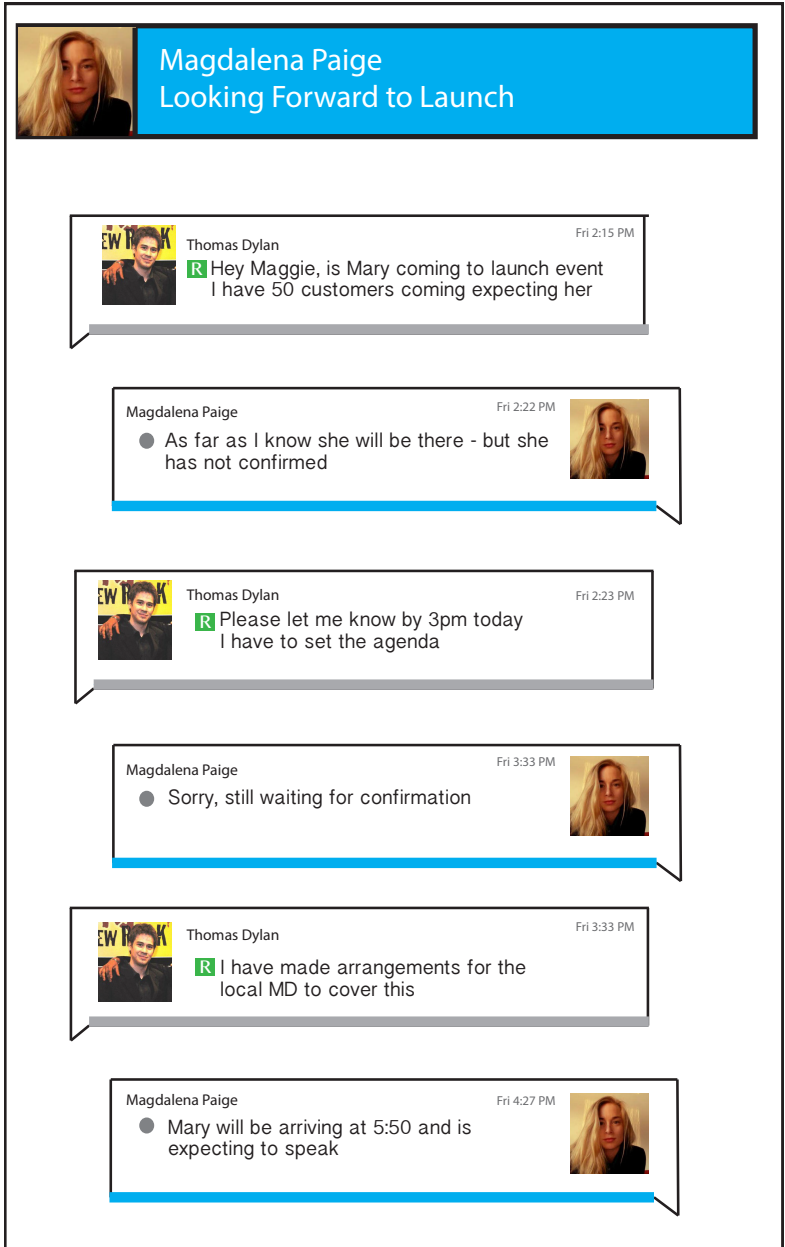 Magdalena Paige
Looking Forward to Launch
EW R K
Thomas Dylan
Fri 2:15 PM
R Hey Maggie, is Mary coming to launch event
I have 50 customers coming expecting her
Magdalena Paige
Fri 2:22 PM
As far as I know she will be there - but she
has not confirmed
EW R K
Thomas Dylan
Fri 2:23 PM
R Please let me know by 3pm today
I have to set the agenda
Magdalena Paige
Fri 3:33 PM
Sorry, still waiting for confirmation
EW R K
Thomas Dylan
Fri 3:33 PM
R I have made arrangements for the
local MD to cover this
Magdalena Paige
Fri 4:27 PM
Mary will be arriving at 5:50 and is
expecting to speak